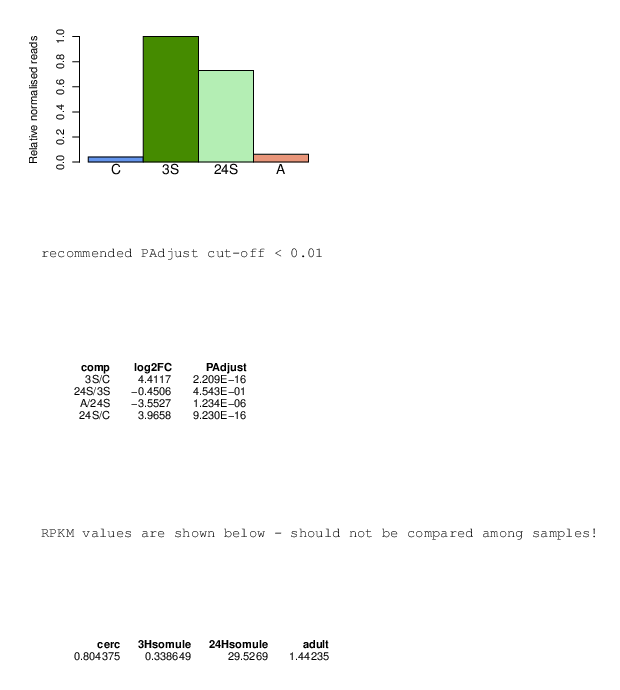 Relative normalised reads
1.0
0.8
0.6
0.4
0.2
0.0
C 3S 24S A
recommended PAdjust cut-off < 0.01
comp log2FC PAdjust
3S/C 4.4117 2.209E−16
24S/3S −0.4506 4.543E−01
A/24S −3.5527 1.234E−06
24S/C 3.9658 9.230E−16
RPKM values are shown below - should not be compared among samples!
cerc 3Hsomule 24Hsomule adult
0.804375 0.338649 29.5269 1.44235